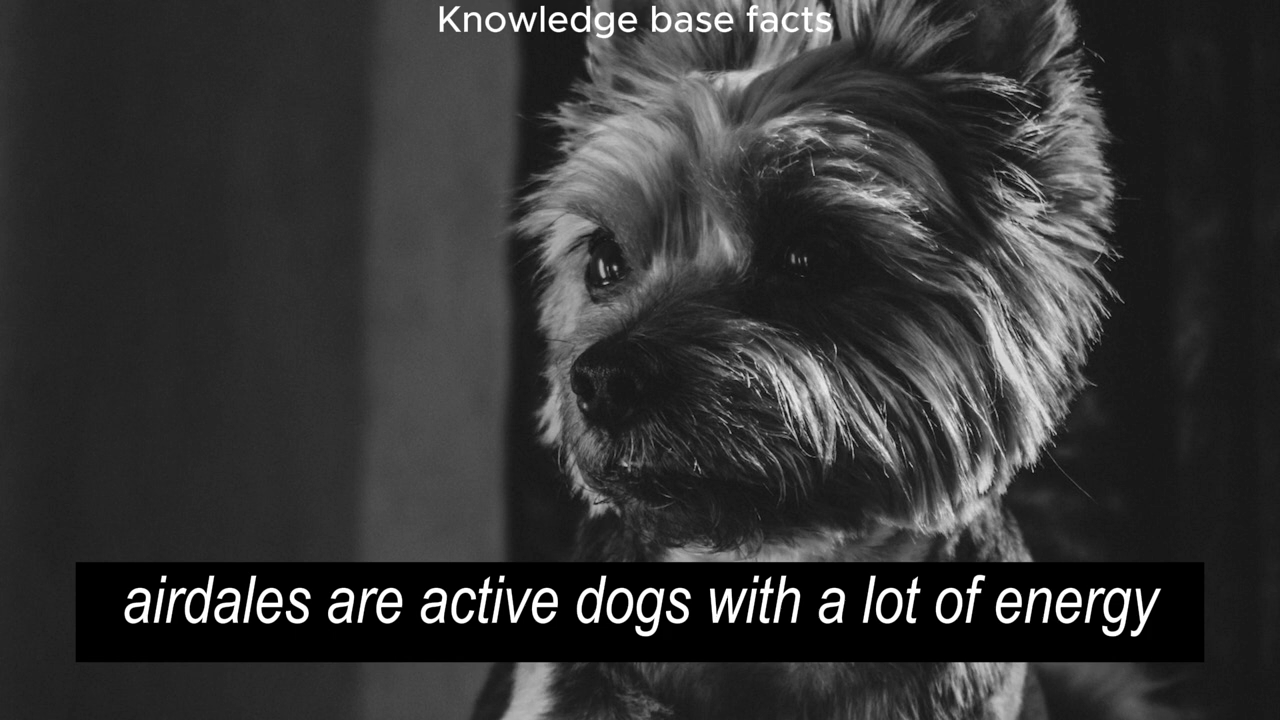 Knowledge base facts
airdales are active dogs with a lot of energy